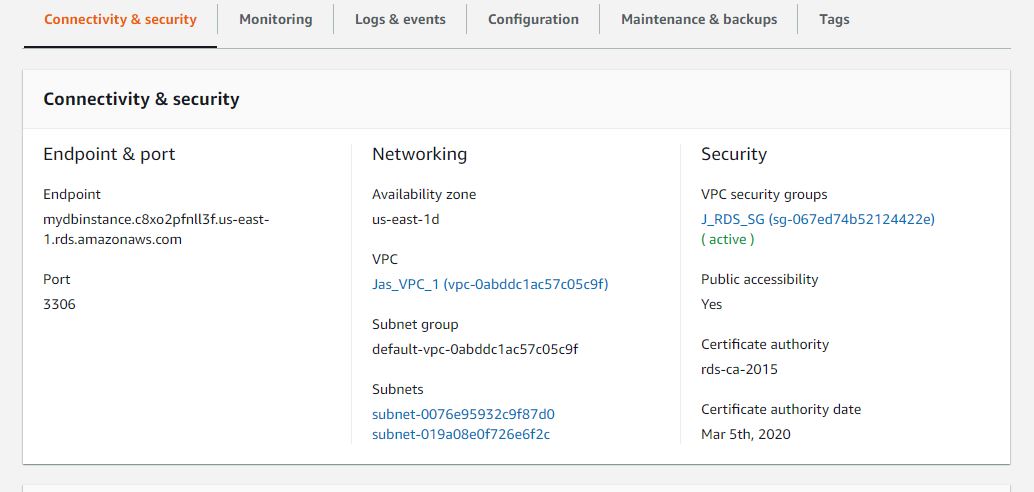 Connectivity & security
Monitoring
Logs & events
Configuration
Maintenance & backups
Tags
Connectivity & security
Endpoint & port
Endpoint
mydbinstance.c8xo2pfnll3f.us-east-
1.rds.amazonaws.com
Port
3306
Networking
Availability zone
us-east-1d
VPC
Jas_VPC_1 (vpc-0abddc1ac57c05c9f)
Subnet group
default-vpc-0abddc1ac57c05c9f
Subnets
subnet-0076e95932c9f87d0
subnet-019a08e0f726e6f2c
Security
VPC security groups
J_RDS_SG (sg-067ed74b52124422e)
( active )
Public accessibility
Yes
Certificate authority
rds-ca-2015
Certificate authority date
Mar 5th, 2020